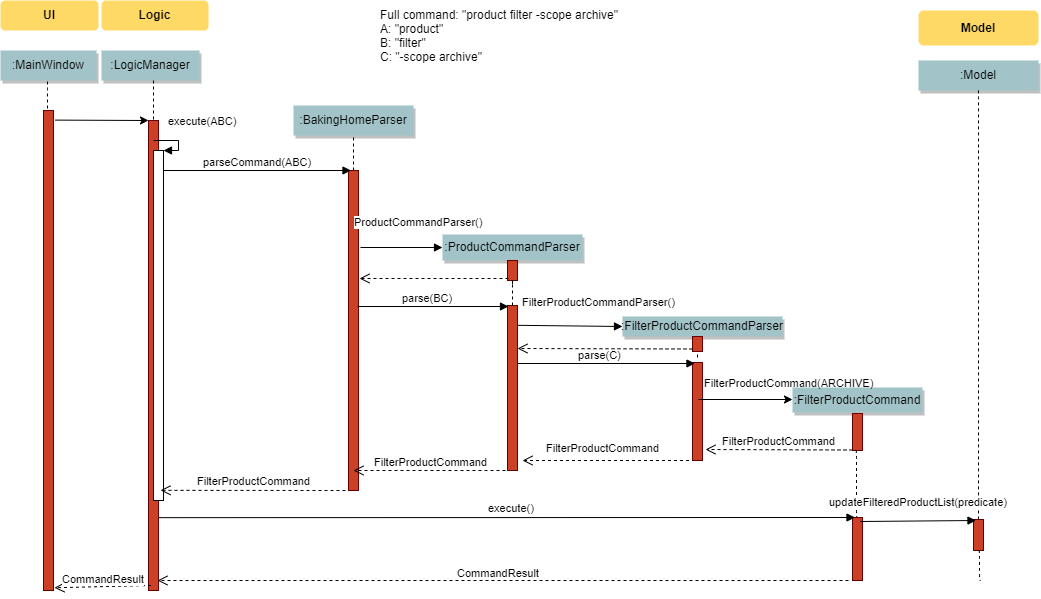 UI
Logic
Full command: "product filter -scope archive"
A: "product"
B: "filter"
C: "-scope archive"
Model
:MainWindow
:LogicManager
:Model
:BakingHomeParser
execute(ABC)
parseCommand(ABC)
ProductCommandParser()
:ProductCommandParser
parse(BC)
FilterProductCommandParser()
:FilterProductCommandParser
parse(C)
FilterProductCommand(ARCHIVE)
:FilterProductCommand
FilterProductCommand
FilterProductCommand
FilterProductCommand
FilterProductCommand
updateFilteredProductList(predicate)
execute()
CommandResult
CommandResult